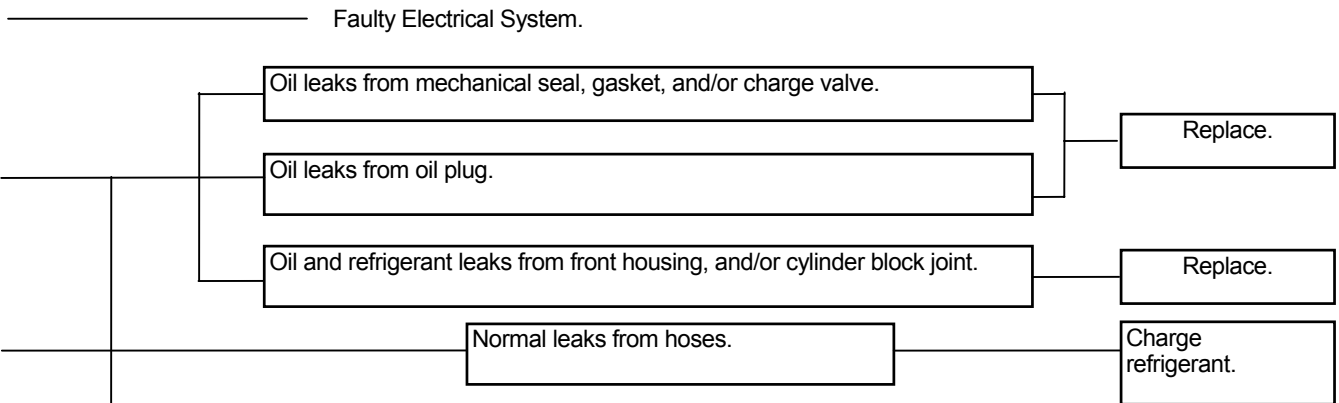 Faulty Electrical System.
Oil leaks from mechanical seal, gasket, and/or charge valve.
Replace.
Oil leaks from oil plug.
Oil and refrigerant leaks from front housing, and/or cylinder block joint.
Replace.
Normal leaks from hoses.
Charge
refrigerant.